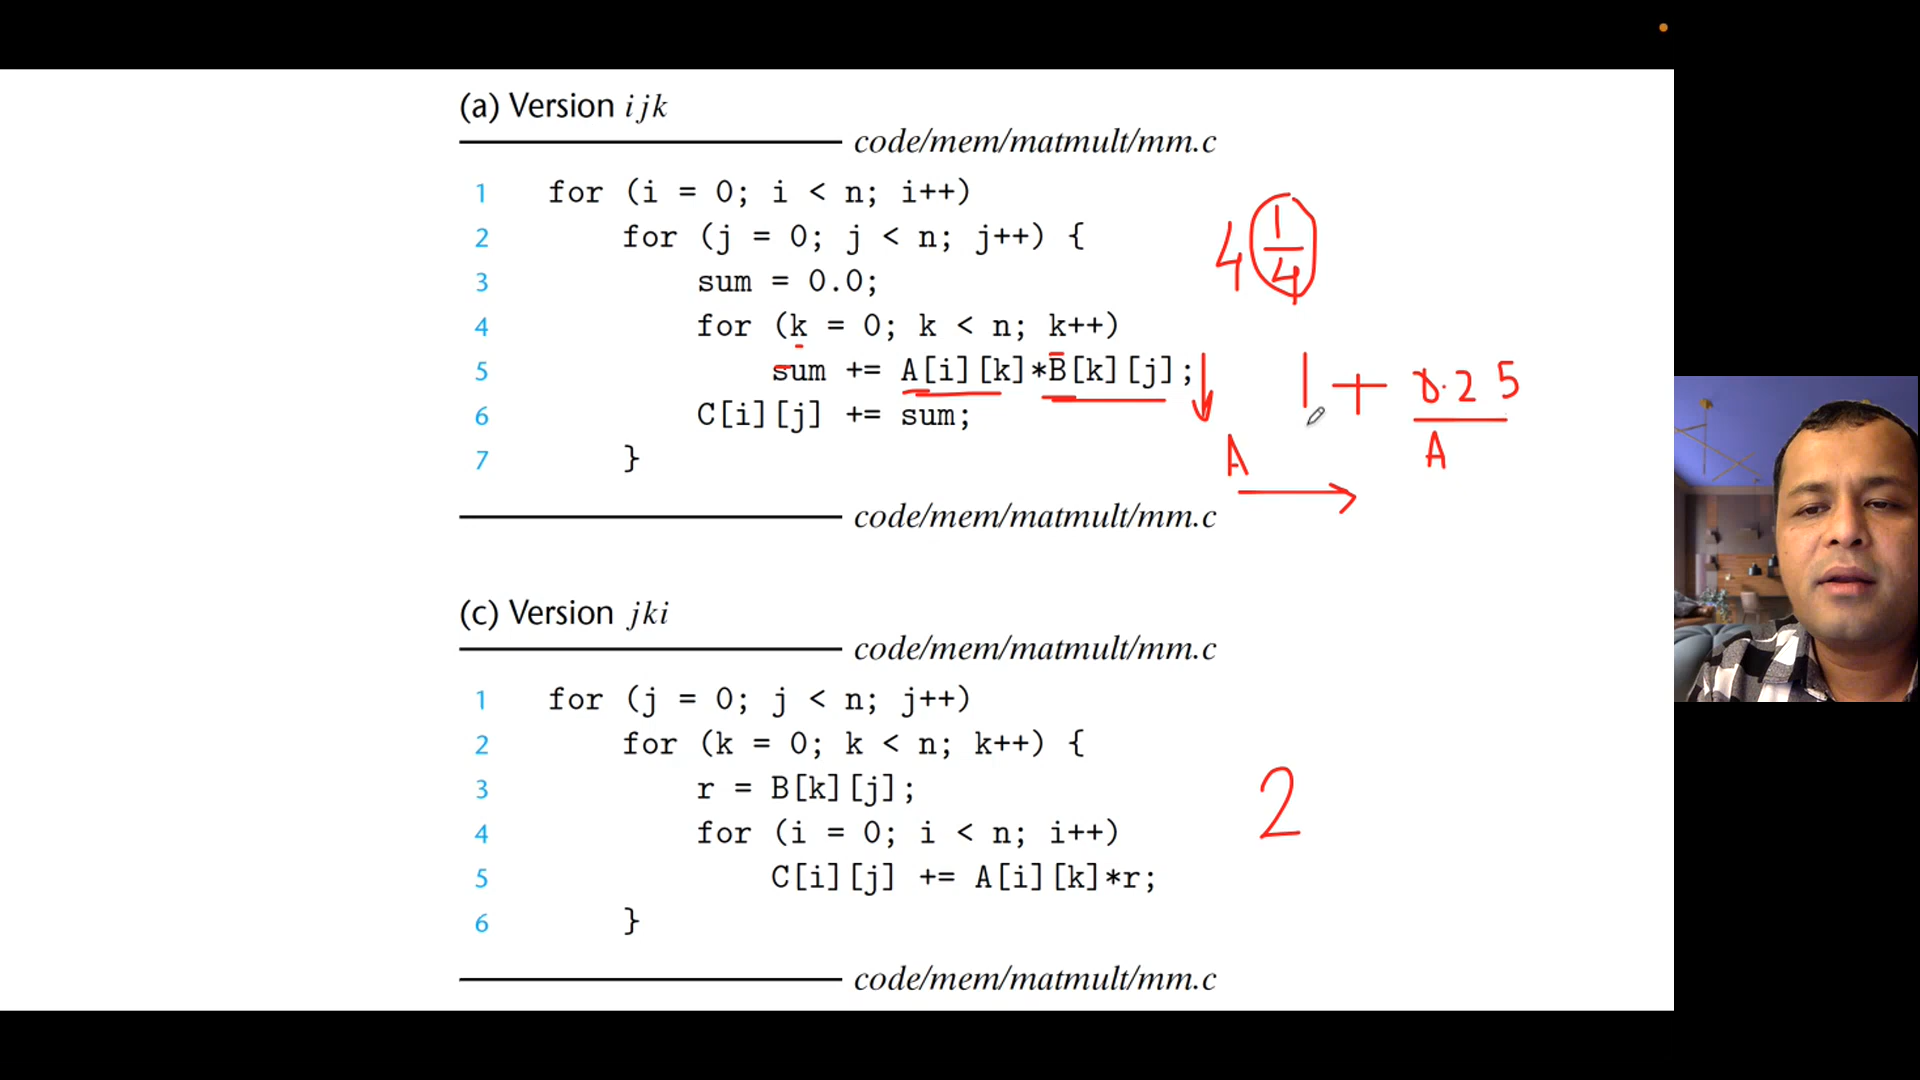 (a) Version ijk
code/mem/matmult/mm.c
1 for (i = 0; i < n; i++)
2 for (j = 0; j < n; j++) {
3 sum = 0.0;
4 for (k = 0; k < n; k++)
5 sum += A[i][k]*B[k][j];
6 C[i][j] += sum;
7 }
code/mem/matmult/mm.c
4 1/4
1 + 0.25
A
A
(c) Version jki
code/mem/matmult/mm.c
1 for (j = 0; j < n; j++)
2 for (k = 0; k < n; k++) {
3 r = B[k][j];
4 for (i = 0; i < n; i++)
5 C[i][j] += A[i][k]*r;
6 }
2
code/mem/matmult/mm.c